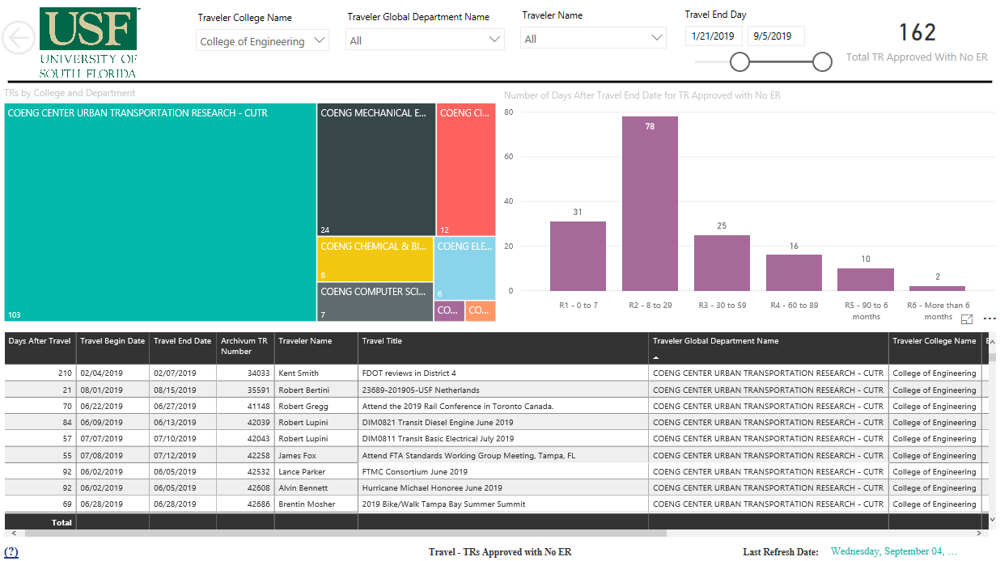 USF
UNIVERSITY OF
SOUTH FLORIDA
Traveler College Name
College of Engineering
Traveler Global Department Name
All
Traveler Name
All
Travel End Day
1/21/2019 9/5/2019
162
Total TR Approved With No ER
TRs by College and Department
COENG CENTER URBAN TRANSPORTATION RESEARCH - CUTR
103
COENG MECHANICAL E...
24
COENG CI...
12
COENG CHEMICAL & BI...
8
COENG ELE...
6
COENG COMPUTER SCI...
7
CO...
CO...
Number of Days After Travel End Date for TR Approved with No ER
80
60
40
20
0
31
78
25
16
10
2
R1 - 0 to 7
R2 - 8 to 29
R3 - 30 to 59
R4 - 60 to 89
R5 - 90 to 6
months
R6 - More than 6
months
Days After Travel Travel Begin Date Travel End Date Archivum TR Number Traveler Name Travel Title Traveler Global Department Name Traveler College Name
210 02/04/2019 02/07/2019 34033 Kent Smith FDOT reviews in District 4 COENG CENTER URBAN TRANSPORTATION RESEARCH - CUTR College of Engineering
21 08/01/2019 08/15/2019 35591 Robert Bertini 23689-201905-USF Netherlands COENG CENTER URBAN TRANSPORTATION RESEARCH - CUTR College of Engineering
70 06/22/2019 06/27/2019 41148 Robert Gregg Attend the 2019 Rail Conference in Toronto Canada. COENG CENTER URBAN TRANSPORTATION RESEARCH - CUTR College of Engineering
84 06/09/2019 06/13/2019 42039 Robert Lupini DIM0821 Transit Diesel Engine June 2019 COENG CENTER URBAN TRANSPORTATION RESEARCH - CUTR College of Engineering
57 07/07/2019 07/10/2019 42043 Robert Lupini DIM0811 Transit Basic Electrical July 2019 COENG CENTER URBAN TRANSPORTATION RESEARCH - CUTR College of Engineering
55 07/08/2019 07/12/2019 42258 James Fox Attend FTA Standards Working Group Meeting, Tampa, FL COENG CENTER URBAN TRANSPORTATION RESEARCH - CUTR College of Engineering
92 06/02/2019 06/05/2019 42532 Lance Parker FTMC Consortium June 2019 COENG CENTER URBAN TRANSPORTATION RESEARCH - CUTR College of Engineering
92 06/02/2019 06/05/2019 42608 Alvin Bennett Hurricane Michael Honoree June 2019 COENG CENTER URBAN TRANSPORTATION RESEARCH - CUTR College of Engineering
69 06/28/2019 06/28/2019 42686 Brentin Mosher 2019 Bike/Walk Tampa Bay Summer Summit COENG CENTER URBAN TRANSPORTATION RESEARCH - CUTR College of Engineering
Total
(?)
Travel - TRs Approved with No ER
Last Refresh Date: Wednesday, September 04, ...